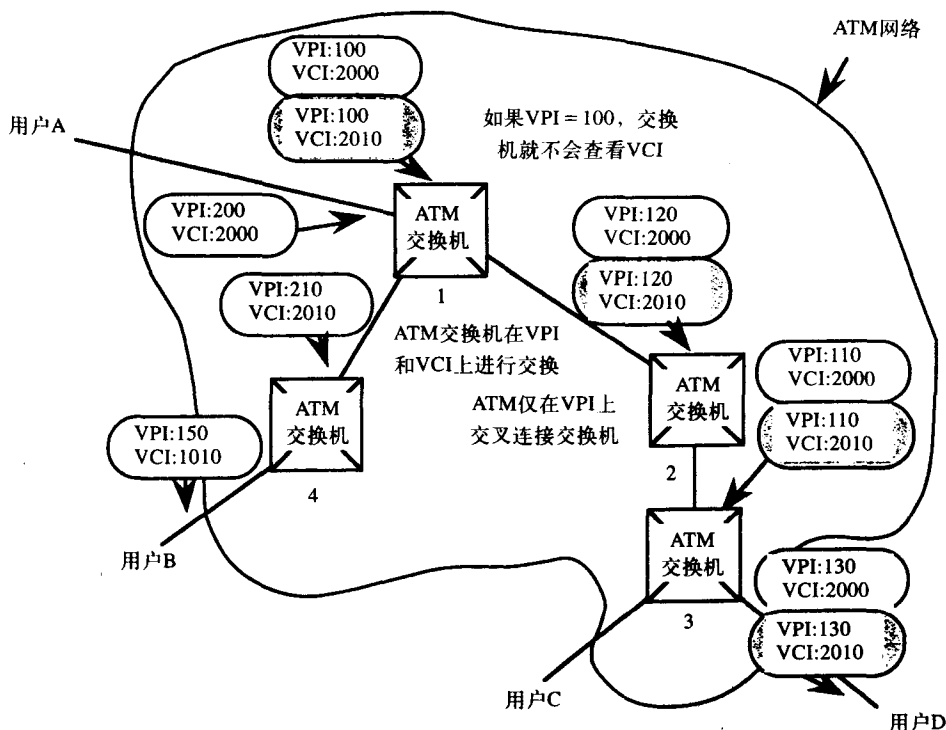 ATM网络
VPI:100
VCI:2000
VPI:100
VCI:2010
如果VPI = 100，交换
机就不会查看VCI
用户A
VPI:200
VCI:2000
ATM
交换机
1
VPI:120
VCI:2000
VPI:120
VCI:2010
VPI:210
VCI:2010
ATM交换机在VPI
和VCI上进行交换
ATM仅在VPI上
交叉连接交换机
ATM
交换机
2
VPI:110
VCI:2000
VPI:110
VCI:2010
ATM
交换机
4
VPI:150
VCI:1010
用户B
ATM
交换机
3
VPI:130
VCI:2000
VPI:130
VCI:2010
用户C
用户D